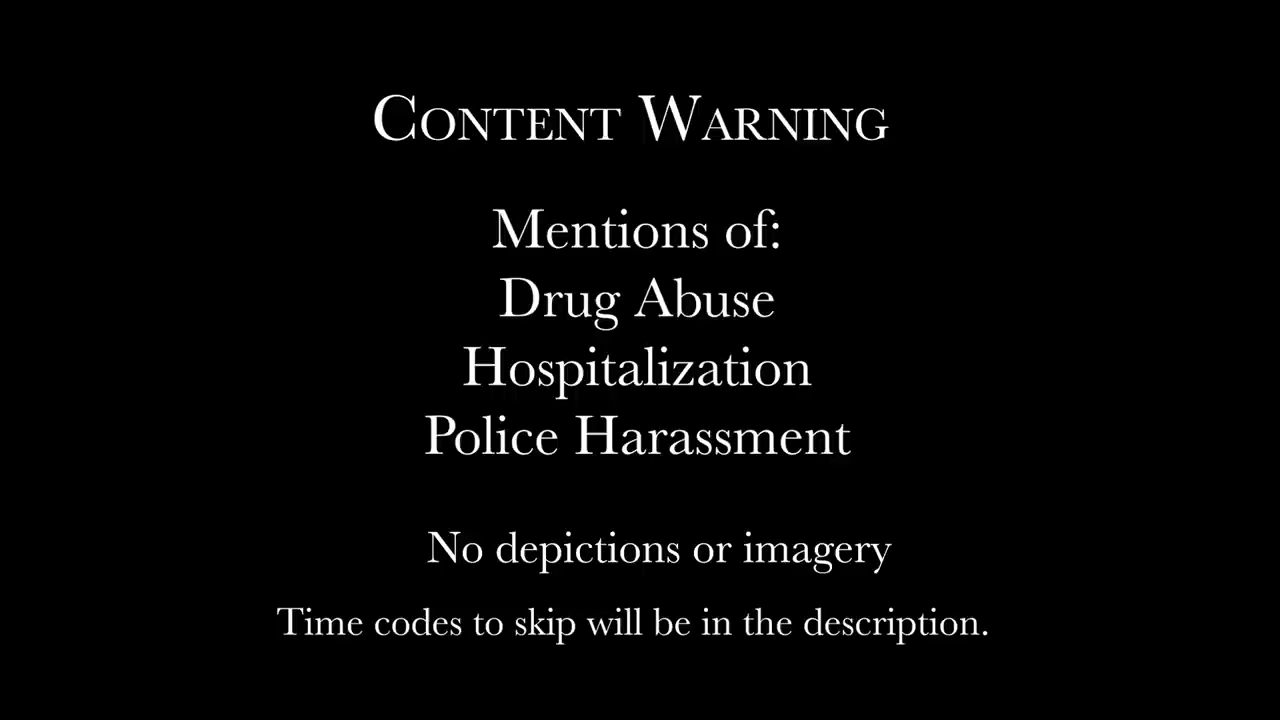 Content Warning
Mentions of:
Drug Abuse
Hospitalization
Police Harassment
No depictions or imagery
Time codes to skip will be in the description.